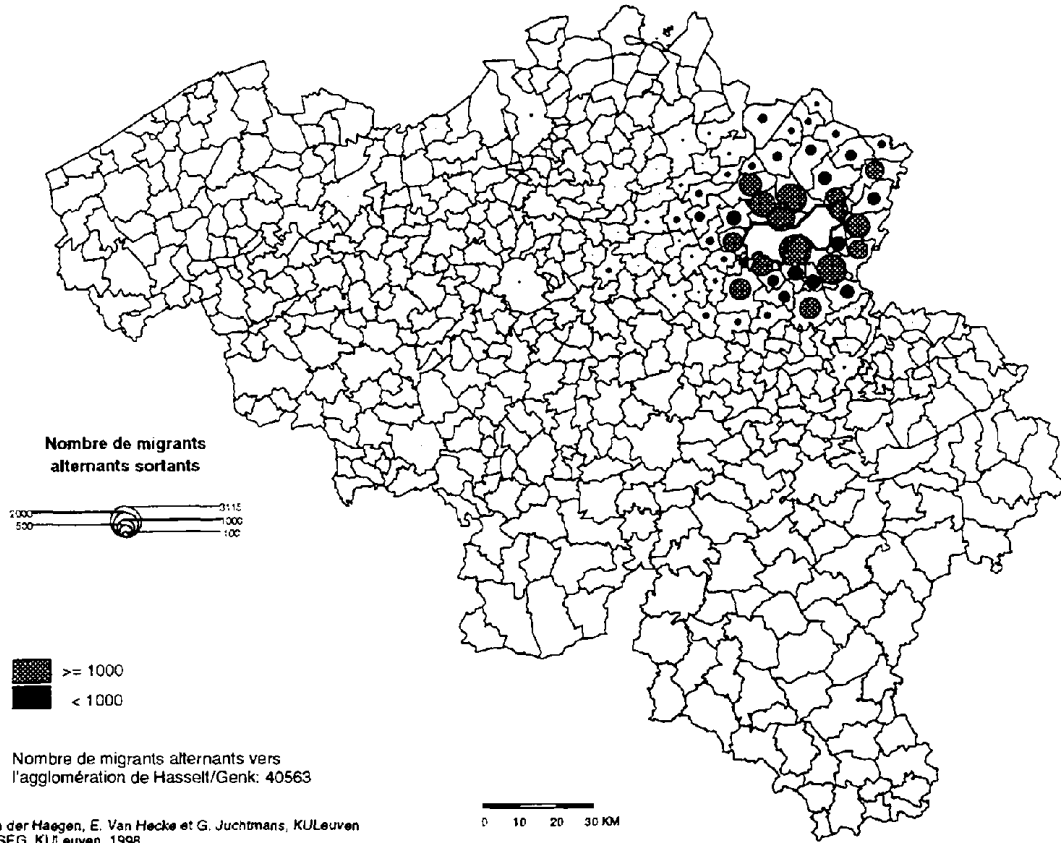 Nombre de migrants
alternants sortants
2000
500
3115
1000
100
>= 1000
< 1000
Nombre de migrants alternants vers
l'agglomération de Hasselt/Genk: 40563
der Haegen, E. Van Hecke et G. Juchtmans, KULeuven
KULeuven, 1998
0 10 20 30 KM